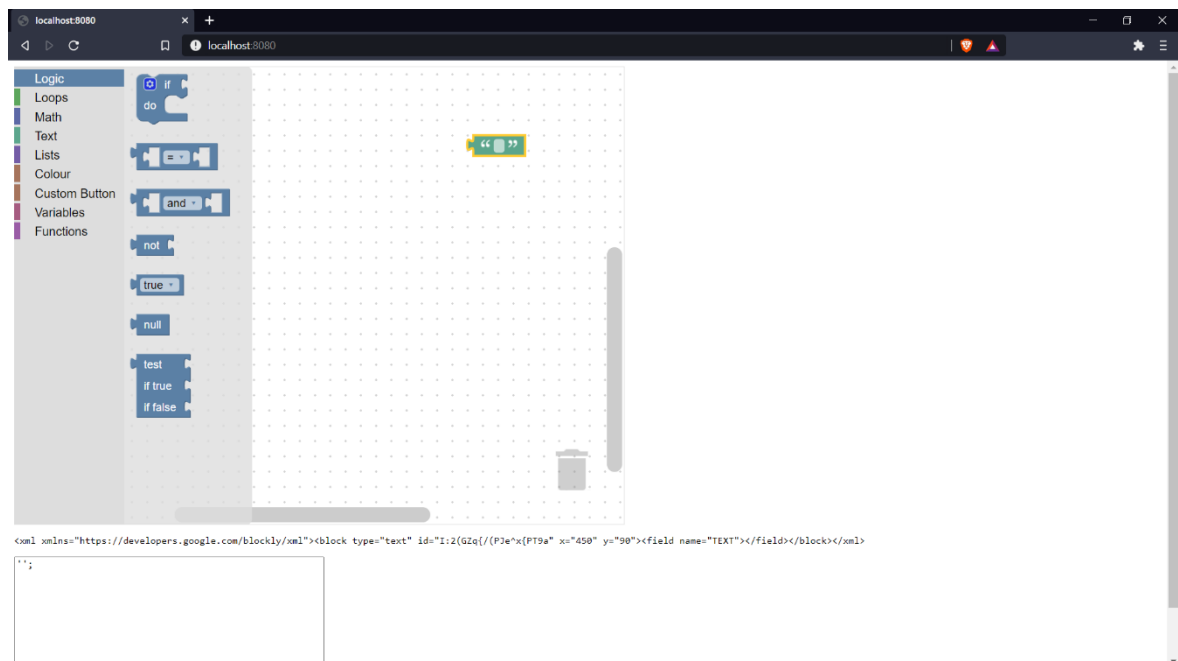 localhost:8080
localhost:8080
Logic
Loops
Math
Text
Lists
Colour
Custom Button
Variables
Functions
if
do
=
and
not
true
null
test
if true
if false
“ ”
<xml xmlns="https://developers.google.com/blockly/xml"><block type="text" id="I:2(GZq{/(PJe^x{PT9a" x="450" y="90"><field name="TEXT"></field></block></xml>
'';